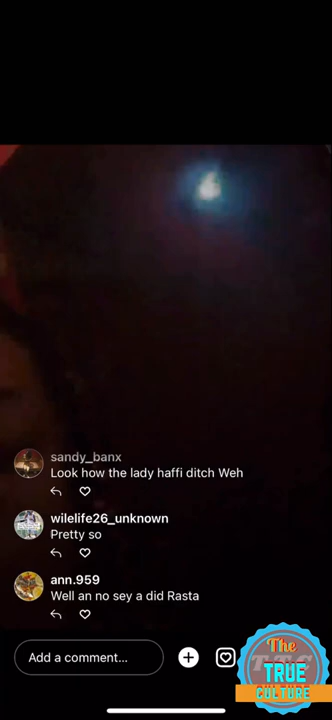 sandy_banx
Look how the lady haffi ditch Weh
wilelife26_unknown
Pretty so
ann.959
Well an no sey a did Rasta
Add a comment...
The
T.T.C
TRUE
CULTURE